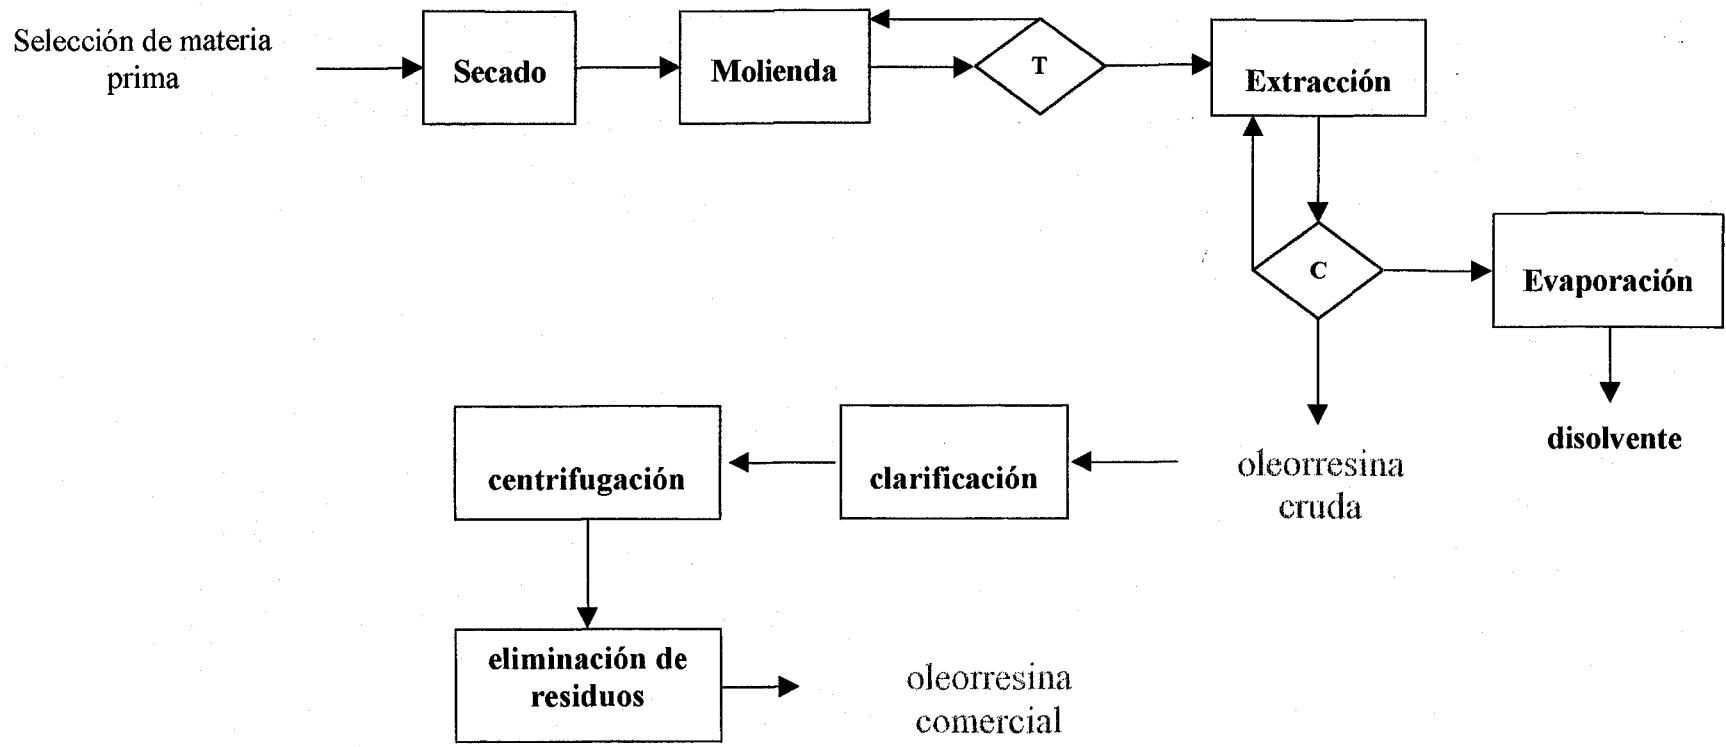 Selección de materia
prima
Secado
Molienda
T
Extracción
C
Evaporación
disolvente
oleorresina
cruda
clarificación
centrifugación
eliminación de
residuos
oleorresina
comercial